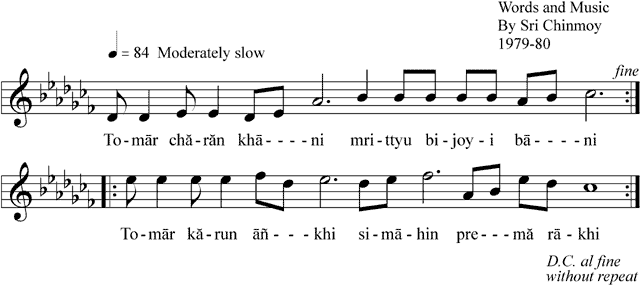 Words and Music
By Sri Chinmoy
1979-80
= 84 Moderately slow
fine
To-mār chă-răn khā-----ni mrit-tyu bi-joy-i bā----ni
To-mār kă-run āñ---khi si-mā-hin pre---mă rā-khi
D.C. al fine
without repeat